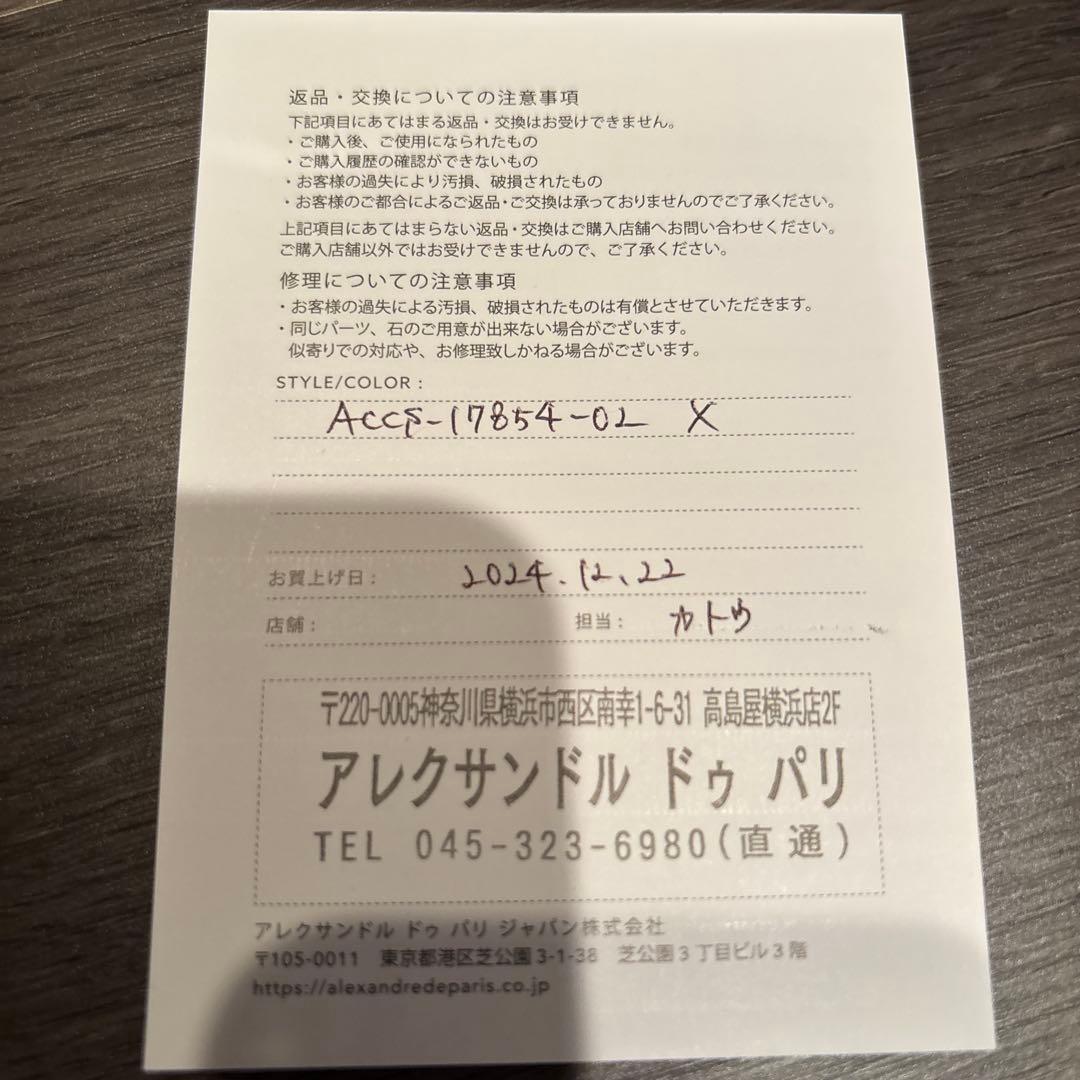 返品・交換についての注意事項
下記項目にあてはまる返品・交換はお受けできません。
・ご購入後、ご使用になられたもの
・ご購入履歴の確認ができないもの
・お客様の過失により汚損、破損されたもの
・お客様のご都合によるご返品・ご交換は承っておりませんのでご了承ください。
上記項目にあてはまらない返品・交換はご購入店舗へお問い合わせください。
ご購入店舗以外ではお受けできませんので、ご了承ください。
修理についての注意事項
・お客様の過失による汚損、破損されたものは有償とさせていただきます。
・同じパーツ、石のご用意が出来ない場合がございます。
似寄りでの対応や、お修理致しかねる場合がございます。
STYLE/COLOR :
ACCS-17854-02 X
お買上げ日: 2024.12.22
店舗: 担当: カトウ
〒220-0005神奈川県横浜市西区南幸1-6-31 高島屋横浜店2F
アレクサンドル ドゥ パリ
TEL 045-323-6980(直通)
アレクサンドル ドゥ パリ ジャパン株式会社
〒105-0011 東京都港区芝公園3-1-38 芝公園3丁目ビル3階
https://alexandredeparis.co.jp